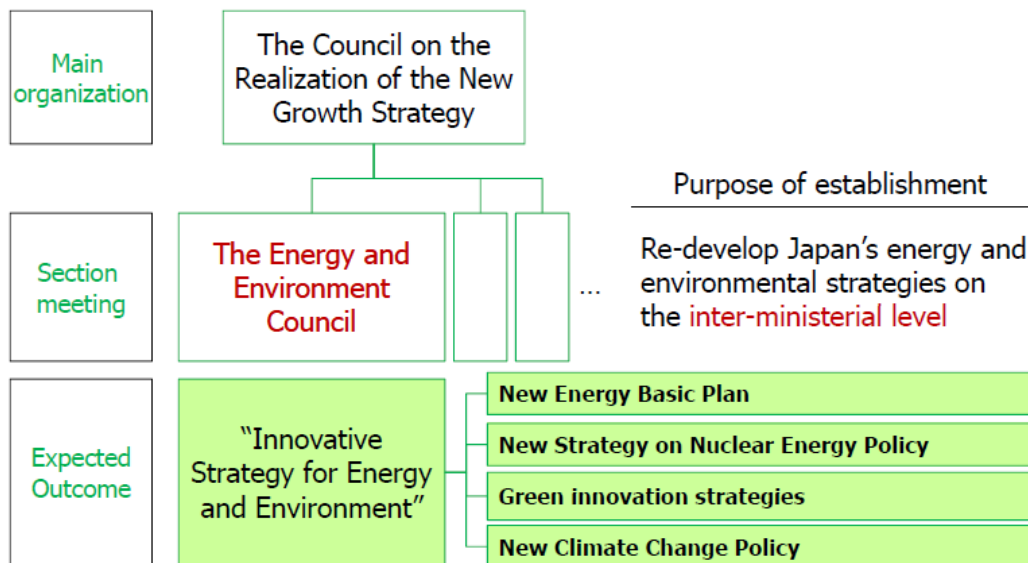 Main
organization
The Council on the
Realization of the New
Growth Strategy
Purpose of establishment
Section
meeting
The Energy and
Environment
Council
...
Re-develop Japan's energy and
environmental strategies on
the inter-ministerial level
Expected
Outcome
“Innovative
Strategy for Energy
and Environment”
New Energy Basic Plan
New Strategy on Nuclear Energy Policy
Green innovation strategies
New Climate Change Policy